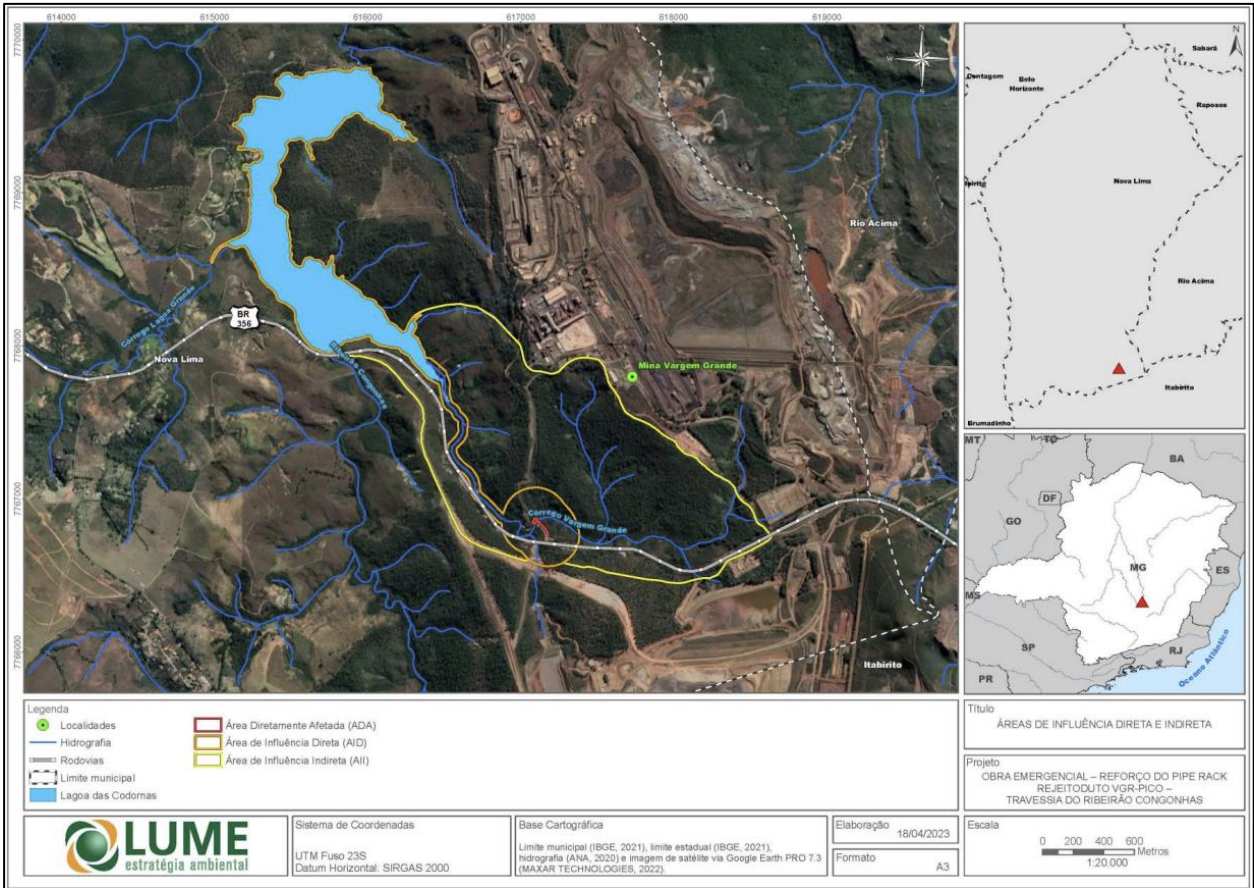 614000 615000 616000 617000 618000 619000
7770000
7769000
7768000
7767000
7766000
N
W
S
BR
356
Córrego Lagoa Grande
Nova Lima
Ribeirão Congonhas
Mina Vargem Grande
Córrego Vargem Grande
Rio Acima
Itabirito
N
Sabará
Contagem
Belo
Horizonte
Raposos
Ibirité
Nova Lima
Rio Acima
Itabirito
Brumadinho
MT
TO
BA
DF
GO
MG
ES
MS
SP
RJ
PR
Oceano Atlântico
Legenda
Localidades
Hidrografia
Rodovias
Limite municipal
Lagoa das Codornas
Área Diretamente Afetada (ADA)
Área de Influência Direta (AID)
Área de Influência Indireta (AII)
Título
ÁREAS DE INFLUÊNCIA DIRETA E INDIRETA
Projeto
OBRA EMERGENCIAL – REFORÇO DO PIPE RACK
REJEITODUTO VGR-PICO –
TRAVESSIA DO RIBEIRÃO CONGONHAS
LUME
estratégia ambiental
Sistema de Coordenadas
UTM Fuso 23S
Datum Horizontal: SIRGAS 2000
Base Cartográfica
Limite municipal (IBGE, 2021), limite estadual (IBGE, 2021),
hidrografia (ANA, 2020) e imagem de satélite via Google Earth PRO 7.3
(MAXAR TECHNOLOGIES, 2022).
Elaboração
18/04/2023
Formato
A3
Escala
0 200 400 600
Metros
1:20.000